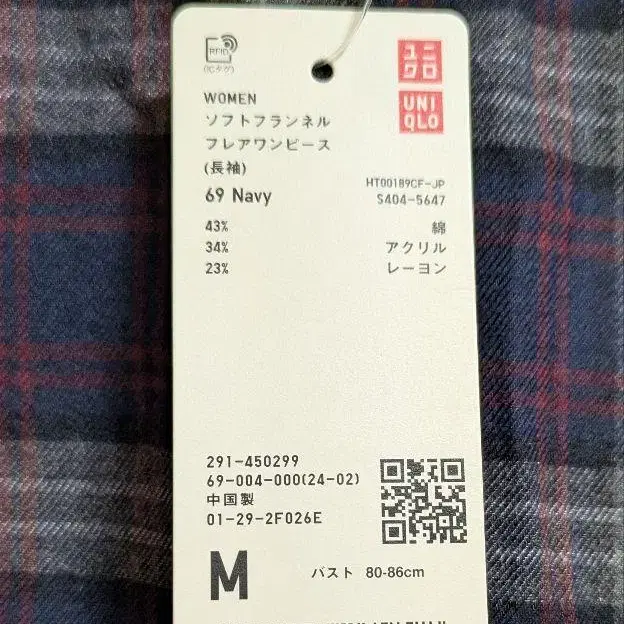 RFID
(ICタグ)
ユニ
クロ
UNI
QLO
WOMEN
ソフトフランネル
フレアワンピース
(長袖)
69 Navy
HT00189CF-JP
S404-5647
43% 綿
34% アクリル
23% レーヨン
291-450299
69-004-000(24-02)
中国製
01-29-2F026E
M バスト 80-86cm